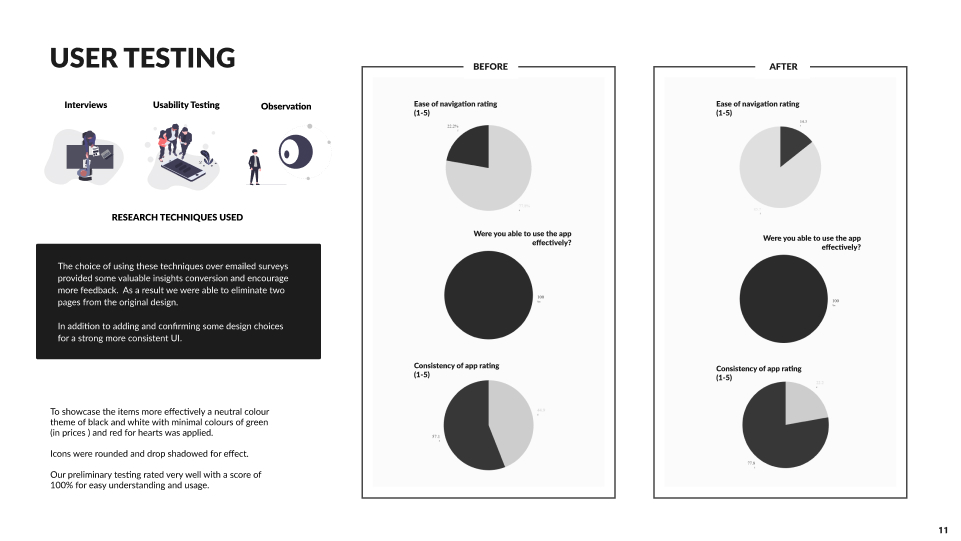 USER TESTING
Interviews
Usability Testing
Observation
RESEARCH TECHNIQUES USED
The choice of using these techniques over emailed surveys
provided some valuable insights conversion and encourage
more feedback.  As a result we were able to eliminate two
pages from the original design.
In addition to adding and confirming some design choices
for a strong more consistent UI.
To showcase the items more effectively a neutral colour
theme of black and white with minimal colours of green
(in prices ) and red for hearts was applied.
Icons were rounded and drop shadowed for effect.
Our preliminary testing rated very well with a score of
100% for easy understanding and usage.
BEFORE
Ease of navigation rating
(1-5)
22.2%
Were you able to use the app
effectively?
100
Consistency of app rating
(1-5)
57.1
AFTER
Ease of navigation rating
(1-5)
14.3
Were you able to use the app
effectively?
100
Consistency of app rating
(1-5)
77.8
11